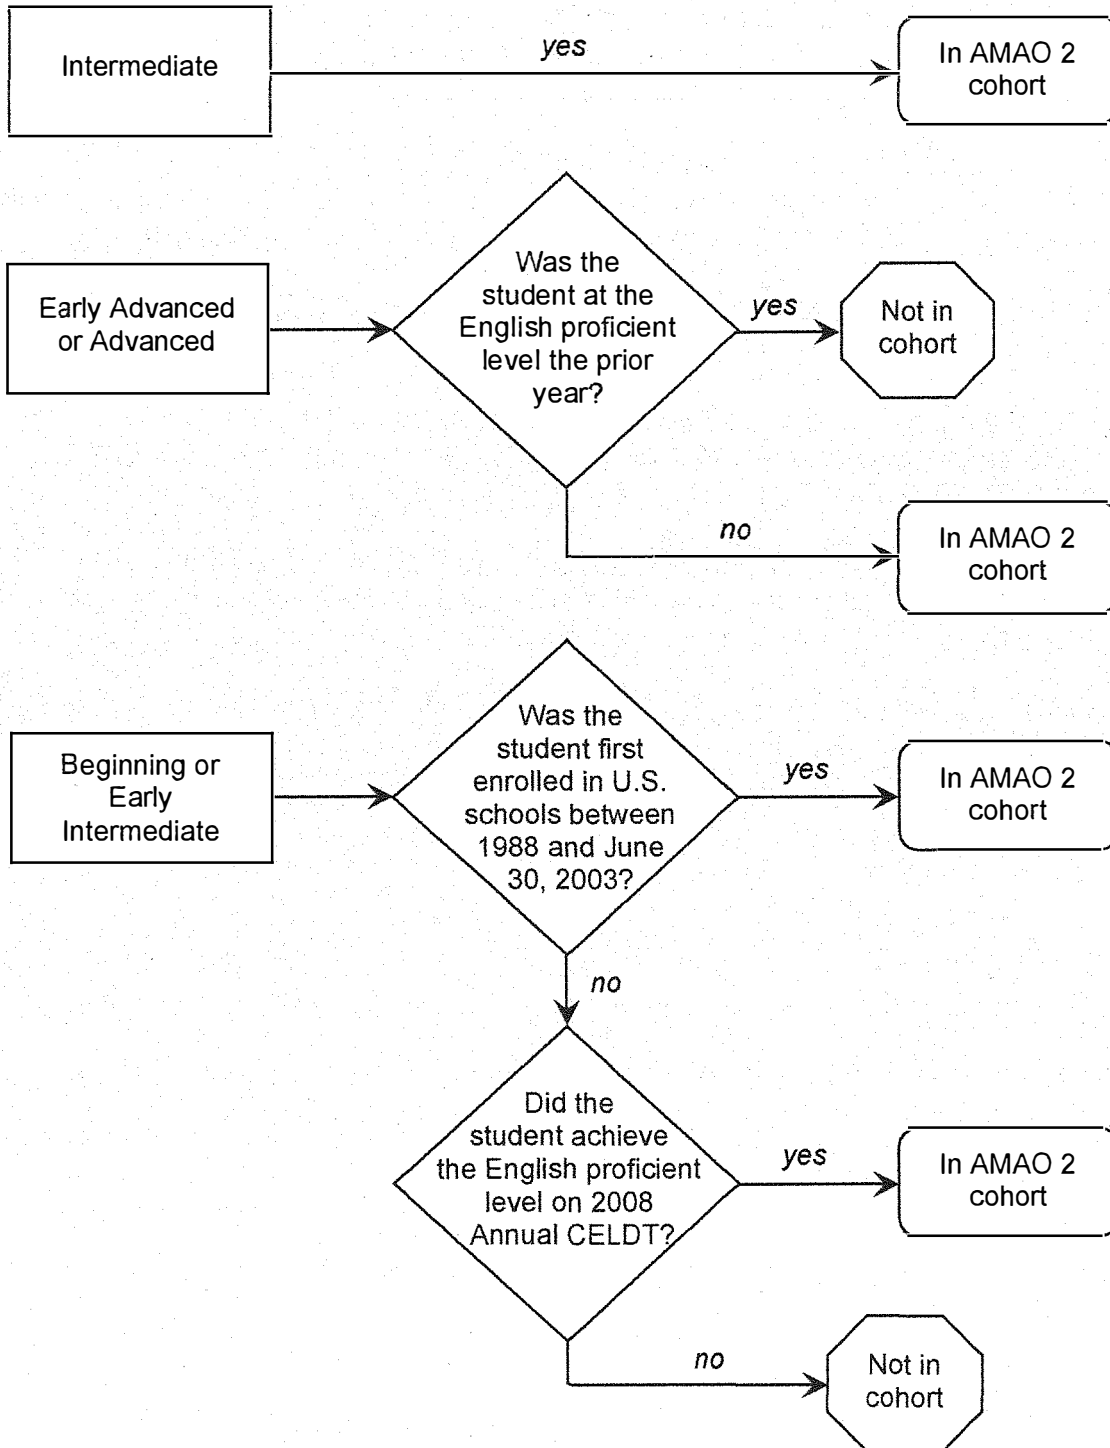 Intermediate
yes
In AMAO 2
cohort
Was the
student at the
English proficient
level the prior
year?
Early Advanced
or Advanced
yes
Not in
cohort
no
In AMAO 2
cohort
Was the
student first
enrolled in U.S.
schools between
1988 and June
30, 2003?
Beginning or
Early
Intermediate
yes
In AMAO 2
cohort
no
Did the
student achieve
the English proficient
level on 2008
Annual CELDT?
yes
In AMAO 2
cohort
no
Not in
cohort